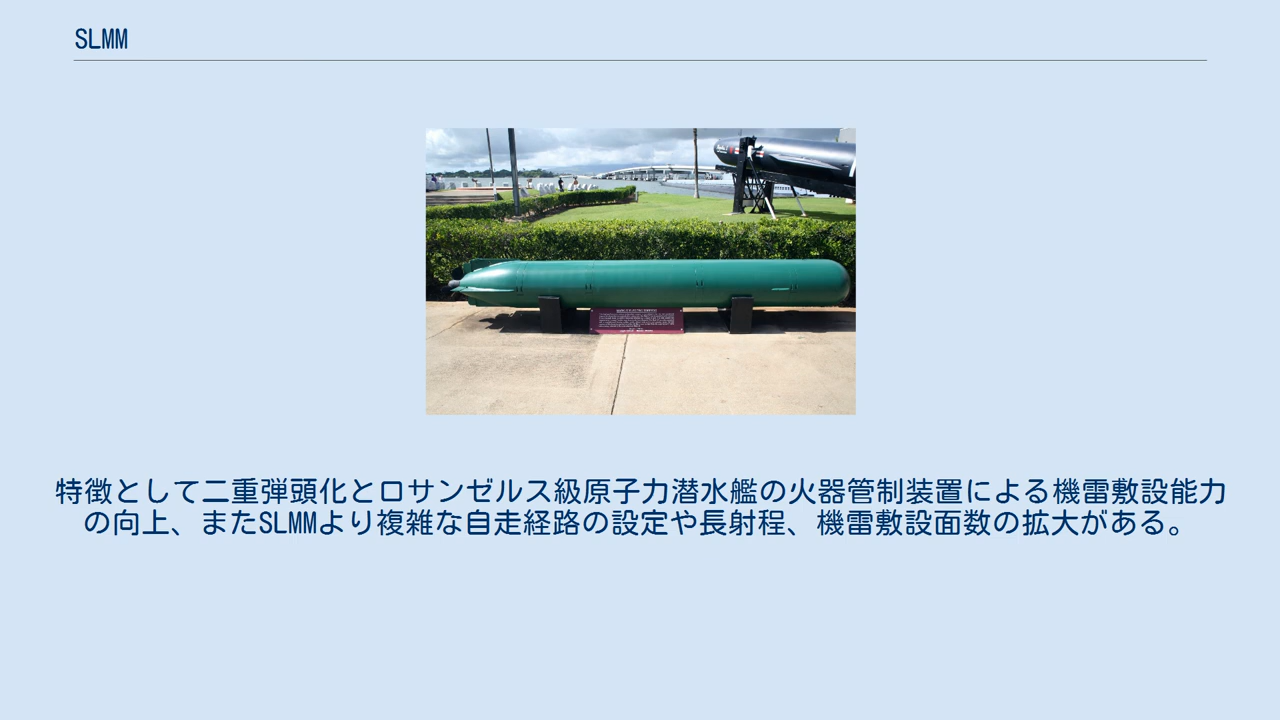 SLMM
特徴として二重弾頭化とロサンゼルス級原子力潜水艦の火器管制装置による機雷敷設能力
の向上、またSLMMより複雑な自走経路の設定や長射程、機雷敷設面数の拡大がある。